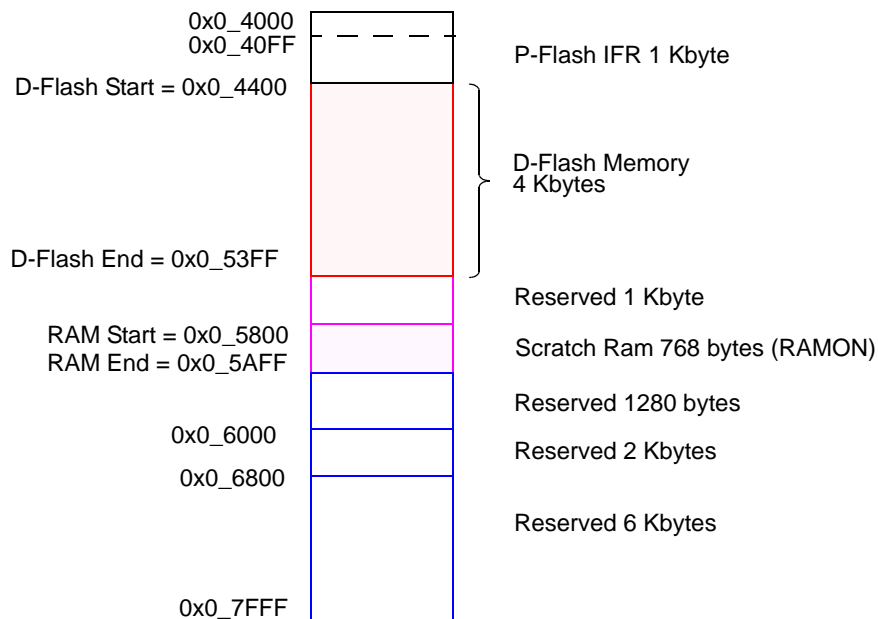 0x0_4000
0x0_40FF
P-Flash IFR 1 Kbyte
D-Flash Start = 0x0_4400
D-Flash Memory
4 Kbytes
D-Flash End = 0x0_53FF
Reserved 1 Kbyte
RAM Start = 0x0_5800
Scratch Ram 768 bytes (RAMON)
RAM End = 0x0_5AFF
Reserved 1280 bytes
0x0_6000
Reserved 2 Kbytes
0x0_6800
Reserved 6 Kbytes
0x0_7FFF